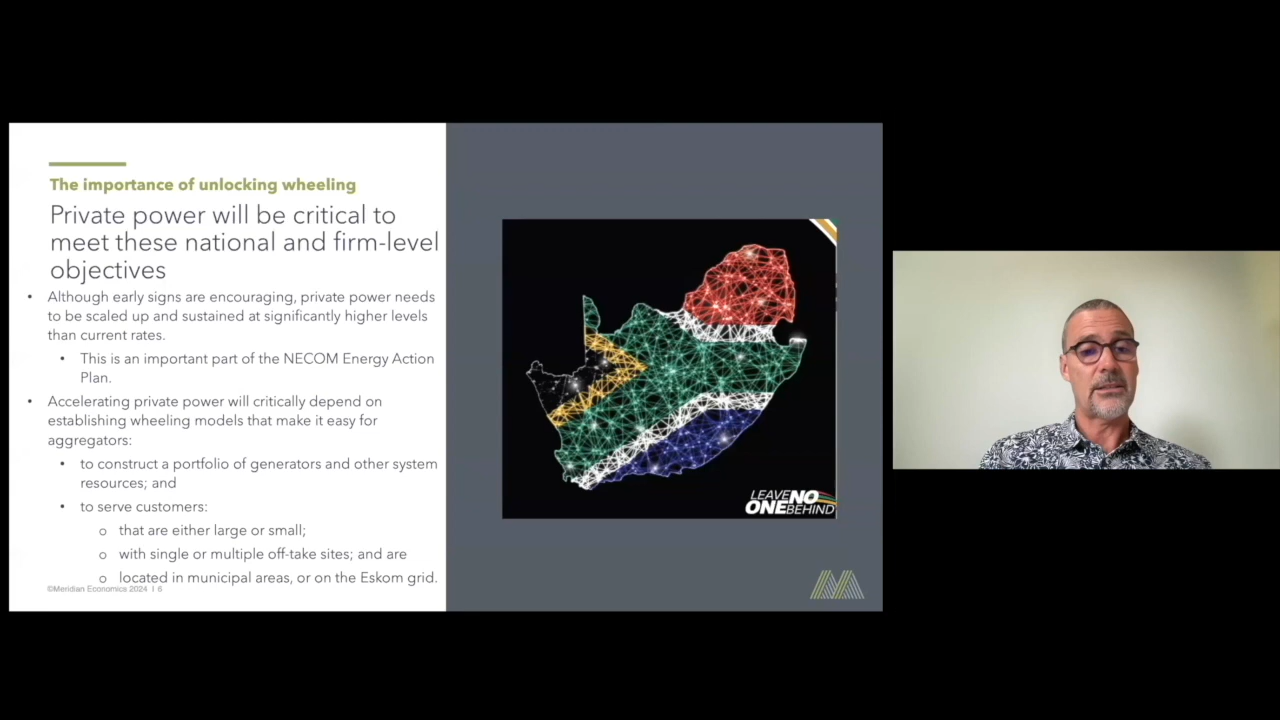 The importance of unlocking wheeling
Private power will be critical to
meet these national and firm-level
objectives
• Although early signs are encouraging, private power needs
to be scaled up and sustained at significantly higher levels
than current rates.
• This is an important part of the NECOM Energy Action
Plan.
• Accelerating private power will critically depend on
establishing wheeling models that make it easy for
aggregators:
• to construct a portfolio of generators and other system
resources; and
• to serve customers:
o that are either large or small;
o with single or multiple off-take sites; and are
o located in municipal areas, or on the Eskom grid.
©Meridian Economics 2024 | 6
LEAVE NO
ONE BEHIND